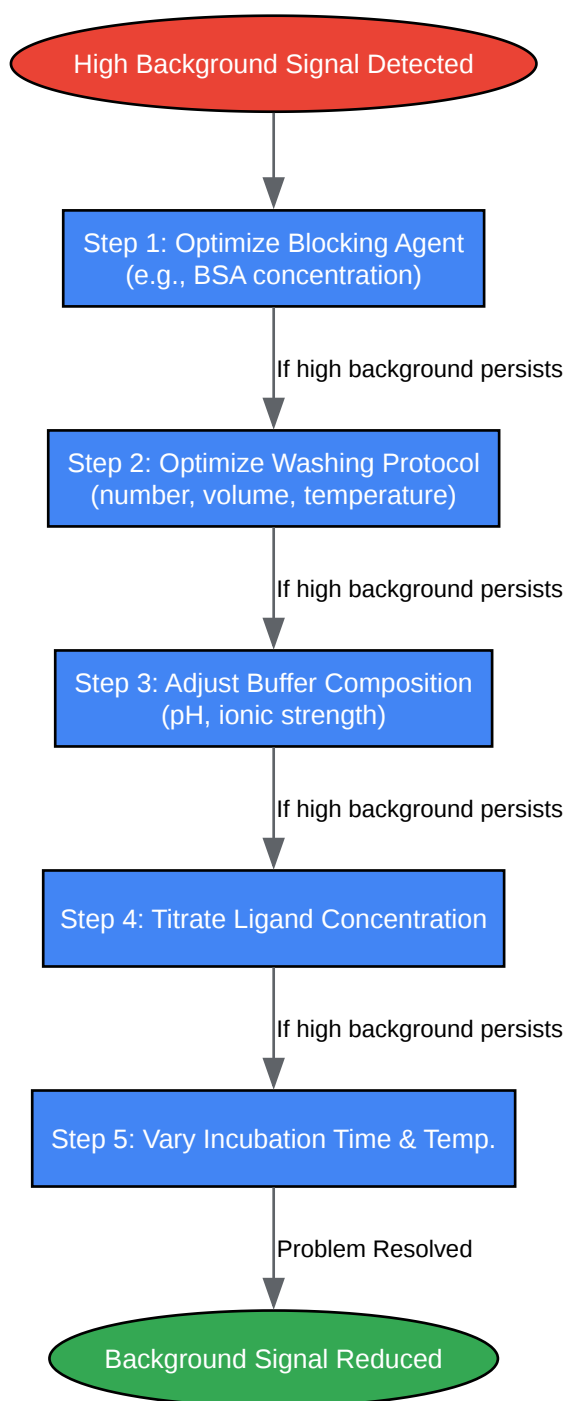 High Background Signal Detected
Step 1: Optimize Blocking Agent
(e.g., BSA concentration)
If high background persists
Step 2: Optimize Washing Protocol
(number, volume, temperature)
If high background persists
Step 3: Adjust Buffer Composition
(pH, ionic strength)
If high background persists
Step 4: Titrate Ligand Concentration
If high background persists
Step 5: Vary Incubation Time & Temp.
Problem Resolved
Background Signal Reduced